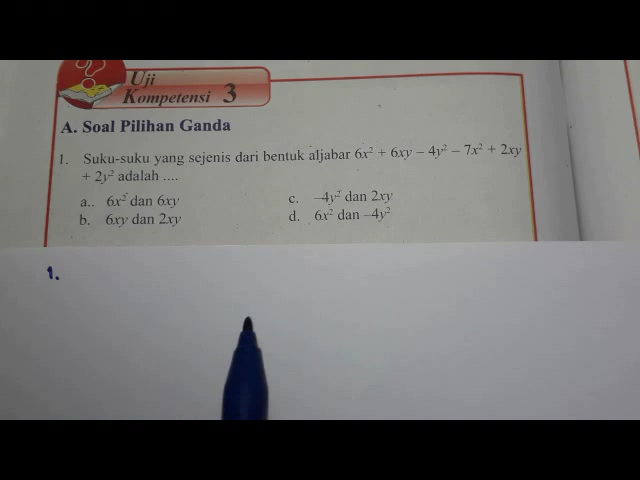 Uji
Kompetensi 3
A. Soal Pilihan Ganda
1. Suku-suku yang sejenis dari bentuk aljabar 6x² + 6xy – 4y² – 7x² + 2xy
+ 2y² adalah ....
a.. 6x² dan 6xy
b. 6xy dan 2xy
c. –4y² dan 2xy
d. 6x² dan –4y²
1.